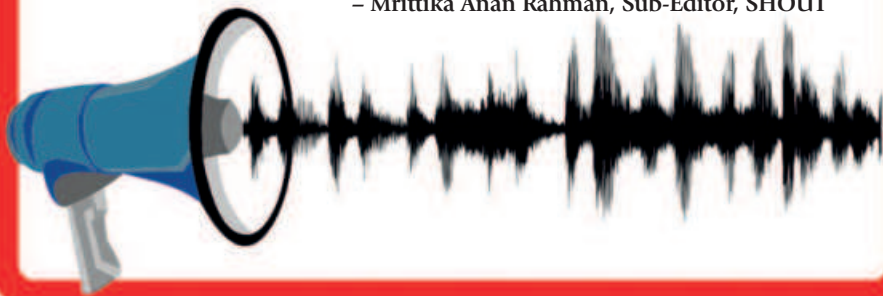 – Mrittika Anan Rahman, Sub-Editor, SHOUT